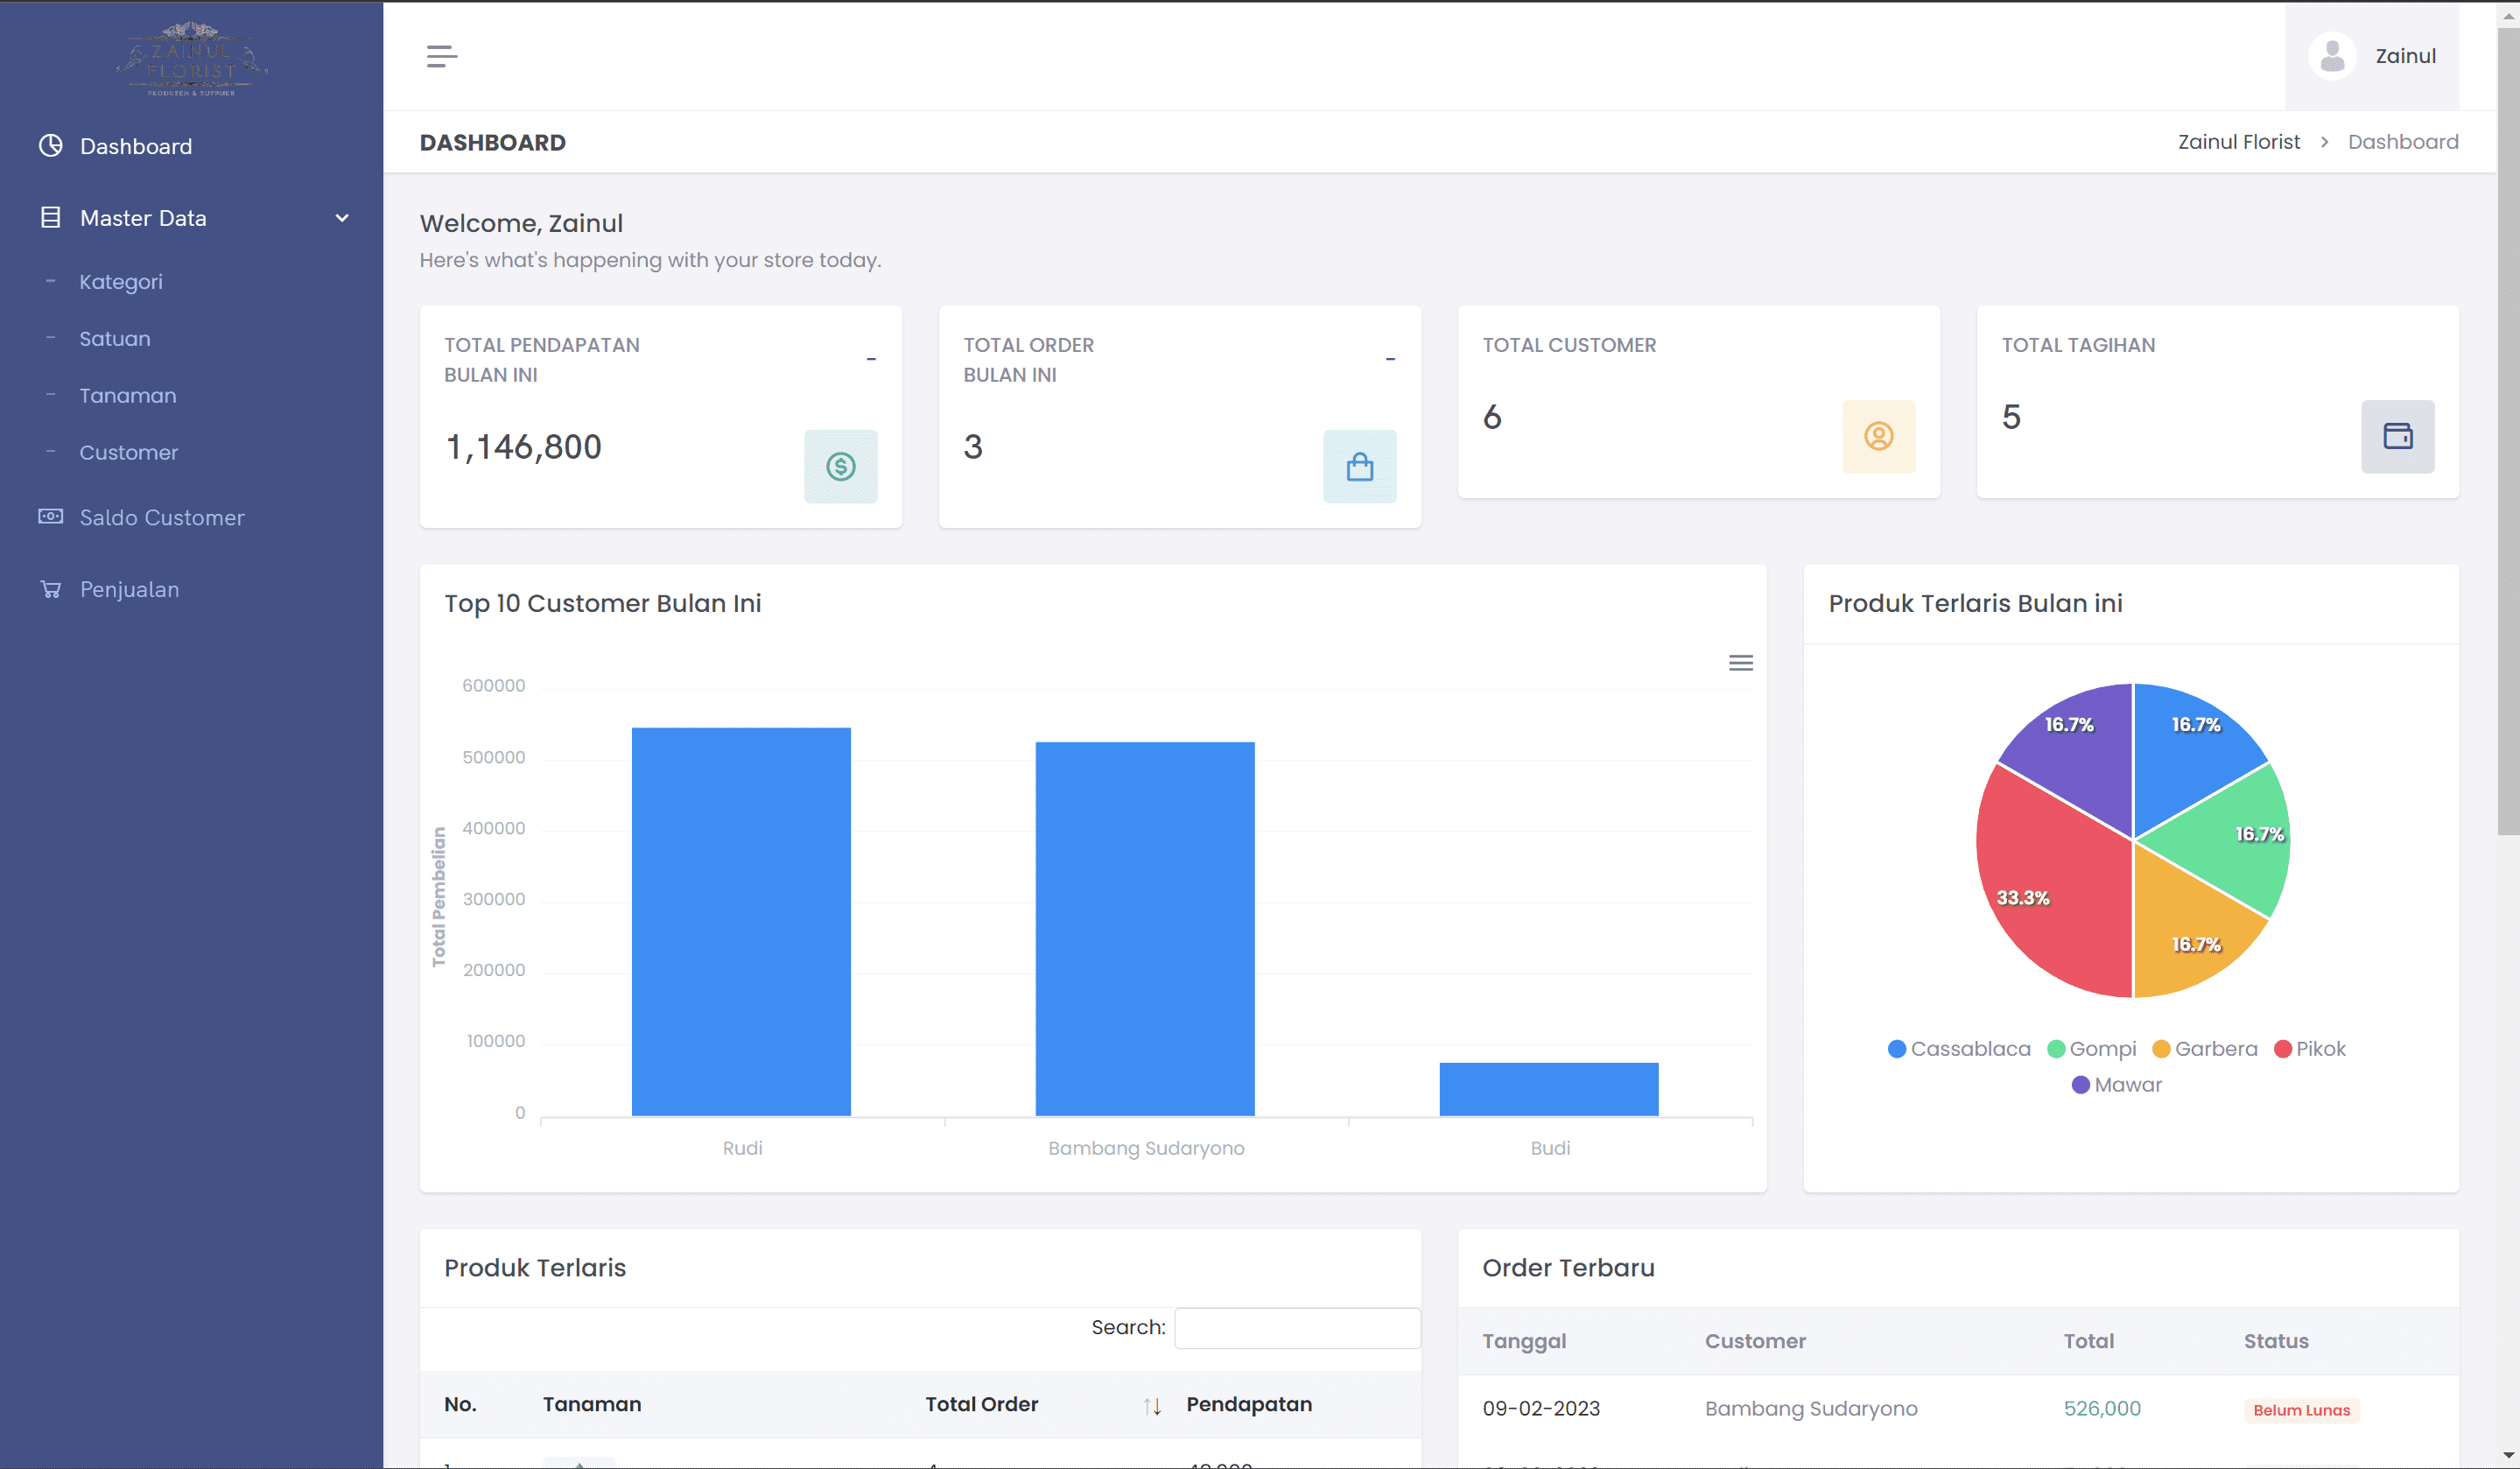 ZAINUL
FLORIST
PRODUSEN & SUPPLIER
Dashboard
Master Data
- Kategori
- Satuan
- Tanaman
- Customer
Saldo Customer
Penjualan
Zainul
DASHBOARD
Zainul Florist > Dashboard
Welcome, Zainul
Here's what's happening with your store today.
TOTAL PENDAPATAN
BULAN INI
-
1,146,800
TOTAL ORDER
BULAN INI
-
3
TOTAL CUSTOMER
6
TOTAL TAGIHAN
5
Top 10 Customer Bulan Ini
Total Pembelian
600000
500000
400000
300000
200000
100000
0
Rudi
Bambang Sudaryono
Budi
Produk Terlaris Bulan ini
16.7%
16.7%
16.7%
33.3%
16.7%
Cassablaca Gompi Garbera Pikok
Mawar
Produk Terlaris
Search:
No. Tanaman Total Order Pendapatan
Order Terbaru
Tanggal Customer Total Status
09-02-2023 Bambang Sudaryono 526,000 Belum Lunas